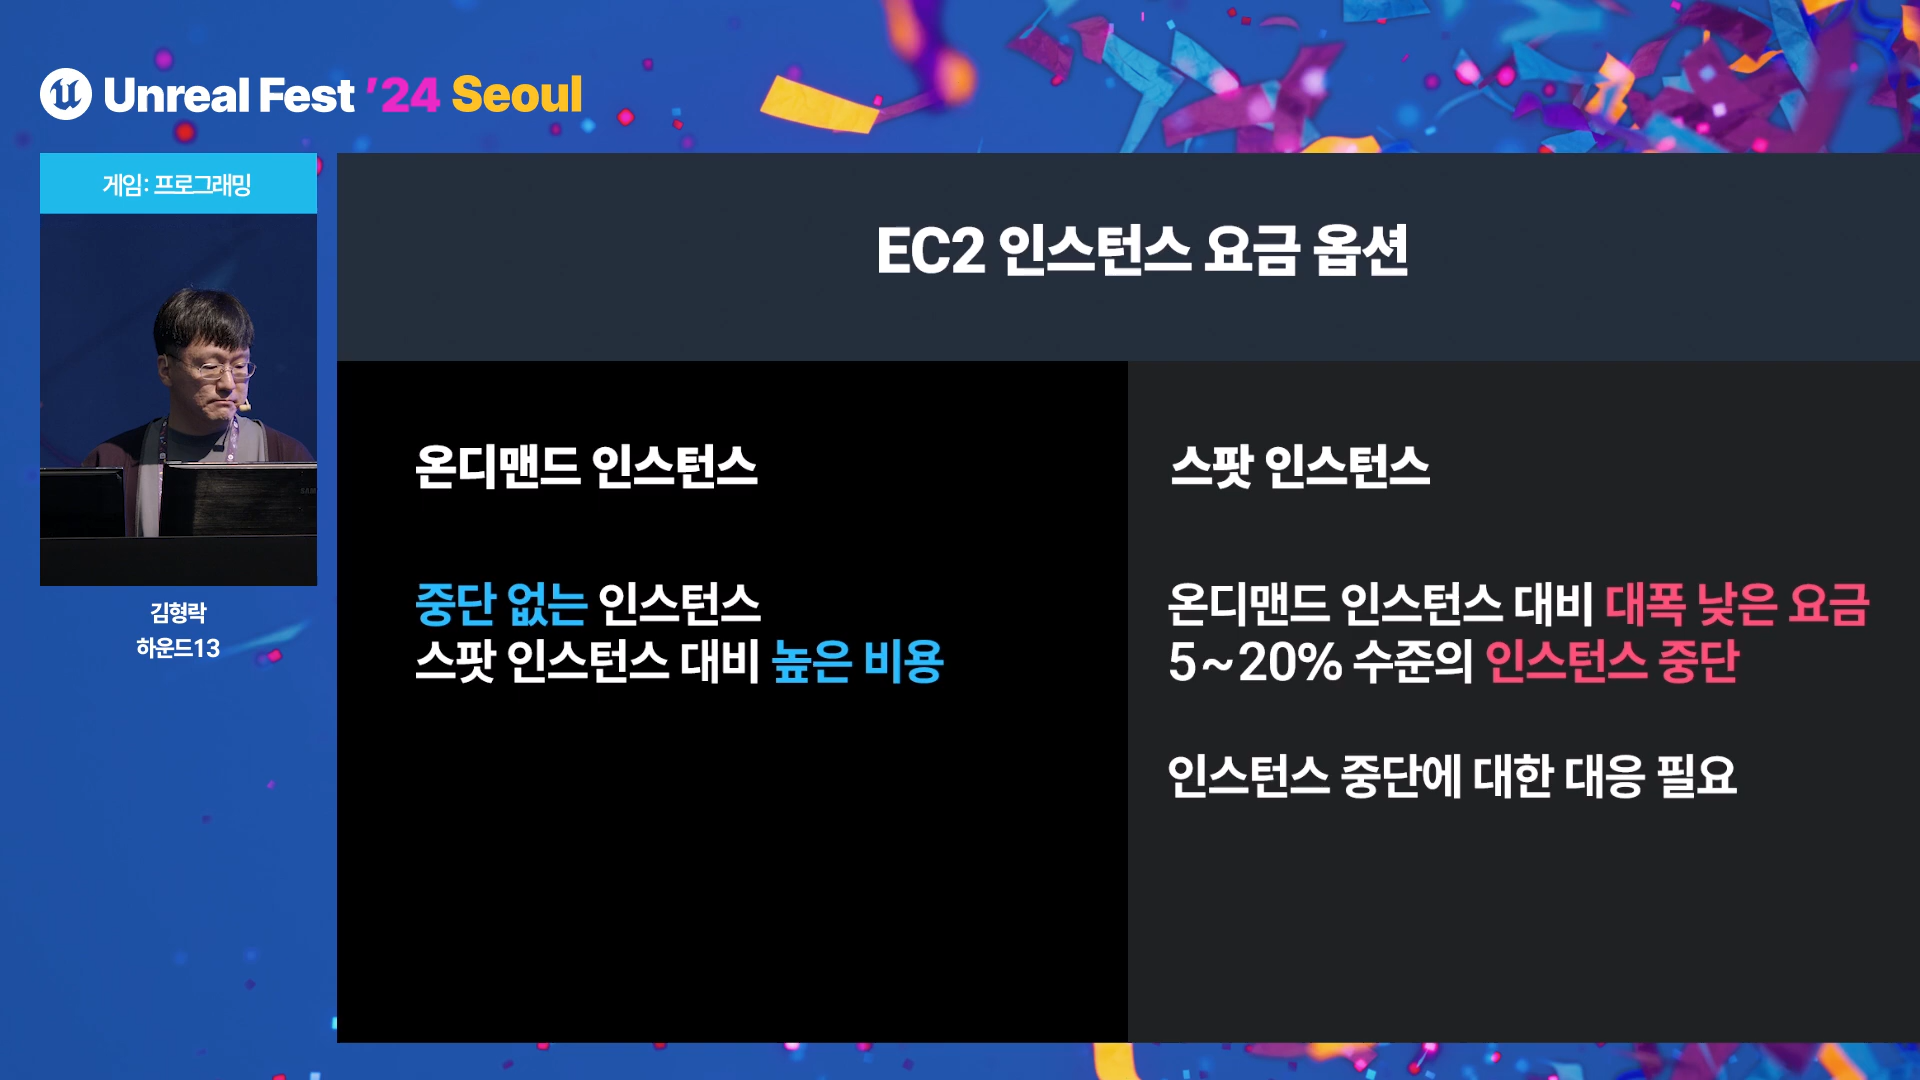 Unreal Fest ’24 Seoul
게임: 프로그래밍
김형락
하운드13
EC2 인스턴스 요금 옵션
온디맨드 인스턴스
중단 없는 인스턴스
스팟 인스턴스 대비 높은 비용
스팟 인스턴스
온디맨드 인스턴스 대비 대폭 낮은 요금
5~20% 수준의 인스턴스 중단
인스턴스 중단에 대한 대응 필요